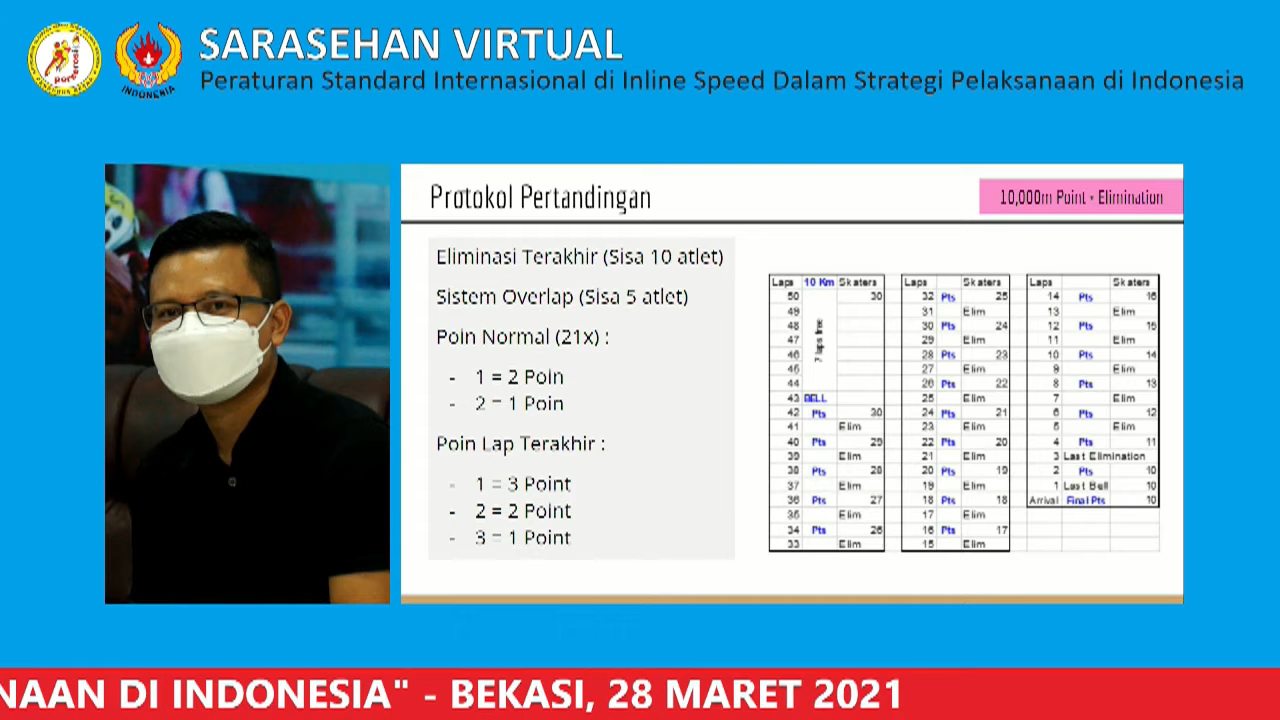 SARASEHAN VIRTUAL
Peraturan Standard Internasional di Inline Speed Dalam Strategi Pelaksanaan di Indonesia
INDONESIA
Protokol Pertandingan
10,000m Point - Elimination
Eliminasi Terakhir (Sisa 10 atlet)
Sistem Overlap (Sisa 5 atlet)
Poin Normal (21x) :
- 1 = 2 Poin
- 2 = 1 Poin
Poin Lap Terakhir :
- 1 = 3 Point
- 2 = 2 Point
- 3 = 1 Point
Laps 10 Km Skaters
50 30
49
48
47
46
45
44
7 laps free
43 BELL
42 Pts 30
41 Elim
40 Pts 29
39 Elim
38 Pts 28
37 Elim
36 Pts 27
35 Elim
34 Pts 26
33 Elim
Laps Skaters
32 Pts 25
31 Elim
30 Pts 24
29 Elim
28 Pts 23
27 Elim
26 Pts 22
25 Elim
24 Pts 21
23 Elim
22 Pts 20
21 Elim
20 Pts 19
19 Elim
18 Pts 18
17 Elim
16 Pts 17
15 Elim
Laps Skaters
14 Pts 16
13 Elim
12 Pts 15
11 Elim
10 Pts 14
9 Elim
8 Pts 13
7 Elim
6 Pts 12
5 Elim
4 Pts 11
3 Last Elimination
2 Pts 10
1 Last Bell 10
Arrival Final Pts 10
NAAN DI INDONESIA" - BEKASI, 28 MARET 2021